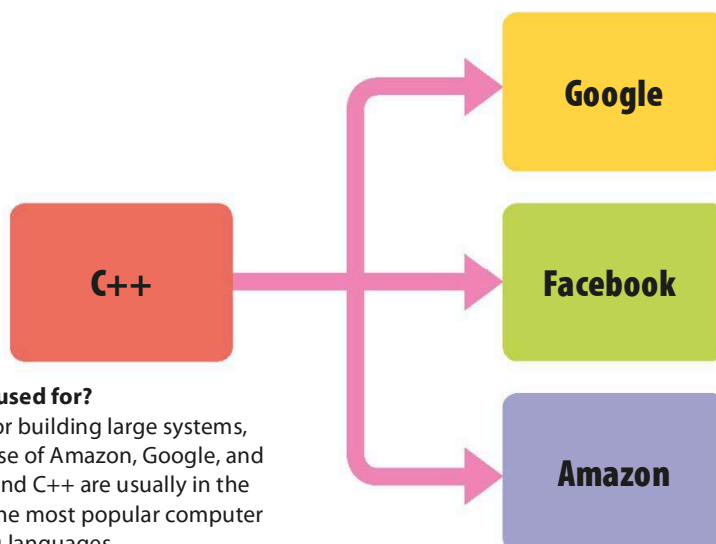 Google
C++
Facebook
used for?
or building large systems,
se of Amazon, Google, and
nd C++ are usually in the
he most popular computer
languages
Amazon